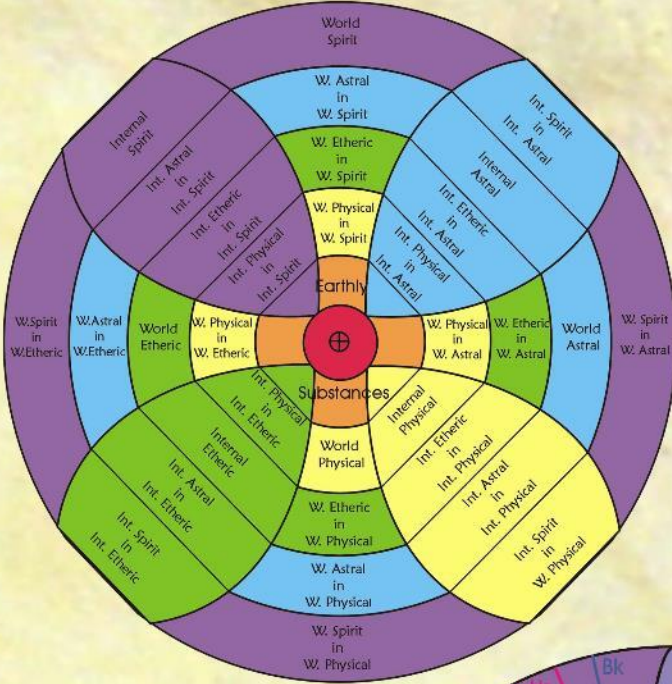 World
Spirit
W. Astral
in
W. Spirit
W. Etheric
in
W. Spirit
W. Physical
in
W. Spirit
Internal
Spirit
Int. Astral
in
Int. Spirit
Int. Etheric
in
Int. Spirit
Int. Physical
in
Int. Spirit
Int. Spirit
in
Int. Astral
Internal
Astral
Int. Etheric
in
Int. Astral
Int. Physical
in
Int. Astral
Earthly
Substances
W.Spirit
in
W.Etheric
W.Astral
in
W.Etheric
World
Etheric
W. Physical
in
W. Etheric
W. Physical
in
W. Astral
W. Etheric
in
W. Astral
World
Astral
W. Spirit
in
W. Astral
Int. Physical
in
Int. Etheric
Internal
Etheric
Int. Astral
in
Int. Etheric
Int. Spirit
in
Int. Etheric
Internal
Physical
Int. Etheric
in
Int. Physical
Int. Astral
in
Int. Physical
Int. Spirit
in
W. Physical
World
Physical
W. Etheric
in
W. Physical
W. Astral
in
W. Physical
W. Spirit
in
W. Physical
Bk